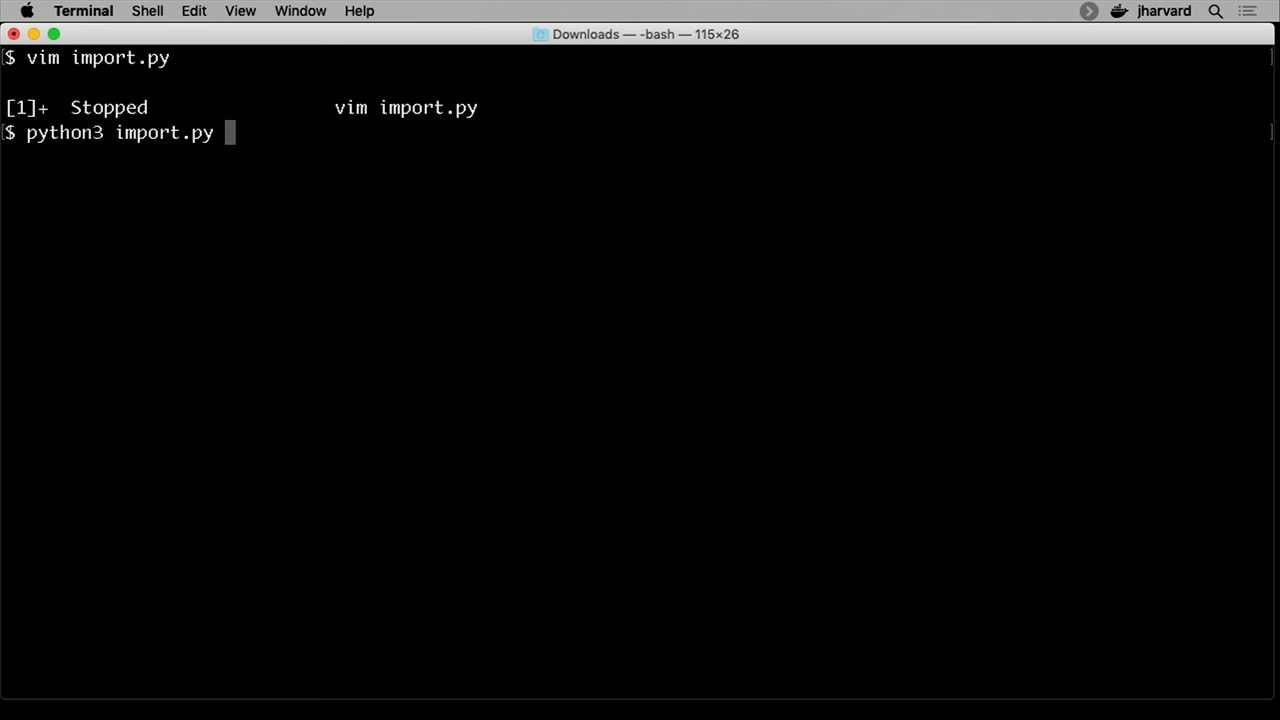 Terminal Shell Edit View Window Help jharvard
Downloads — -bash — 115×26
$ vim import.py
[1]+  Stopped                 vim import.py
$ python3 import.py